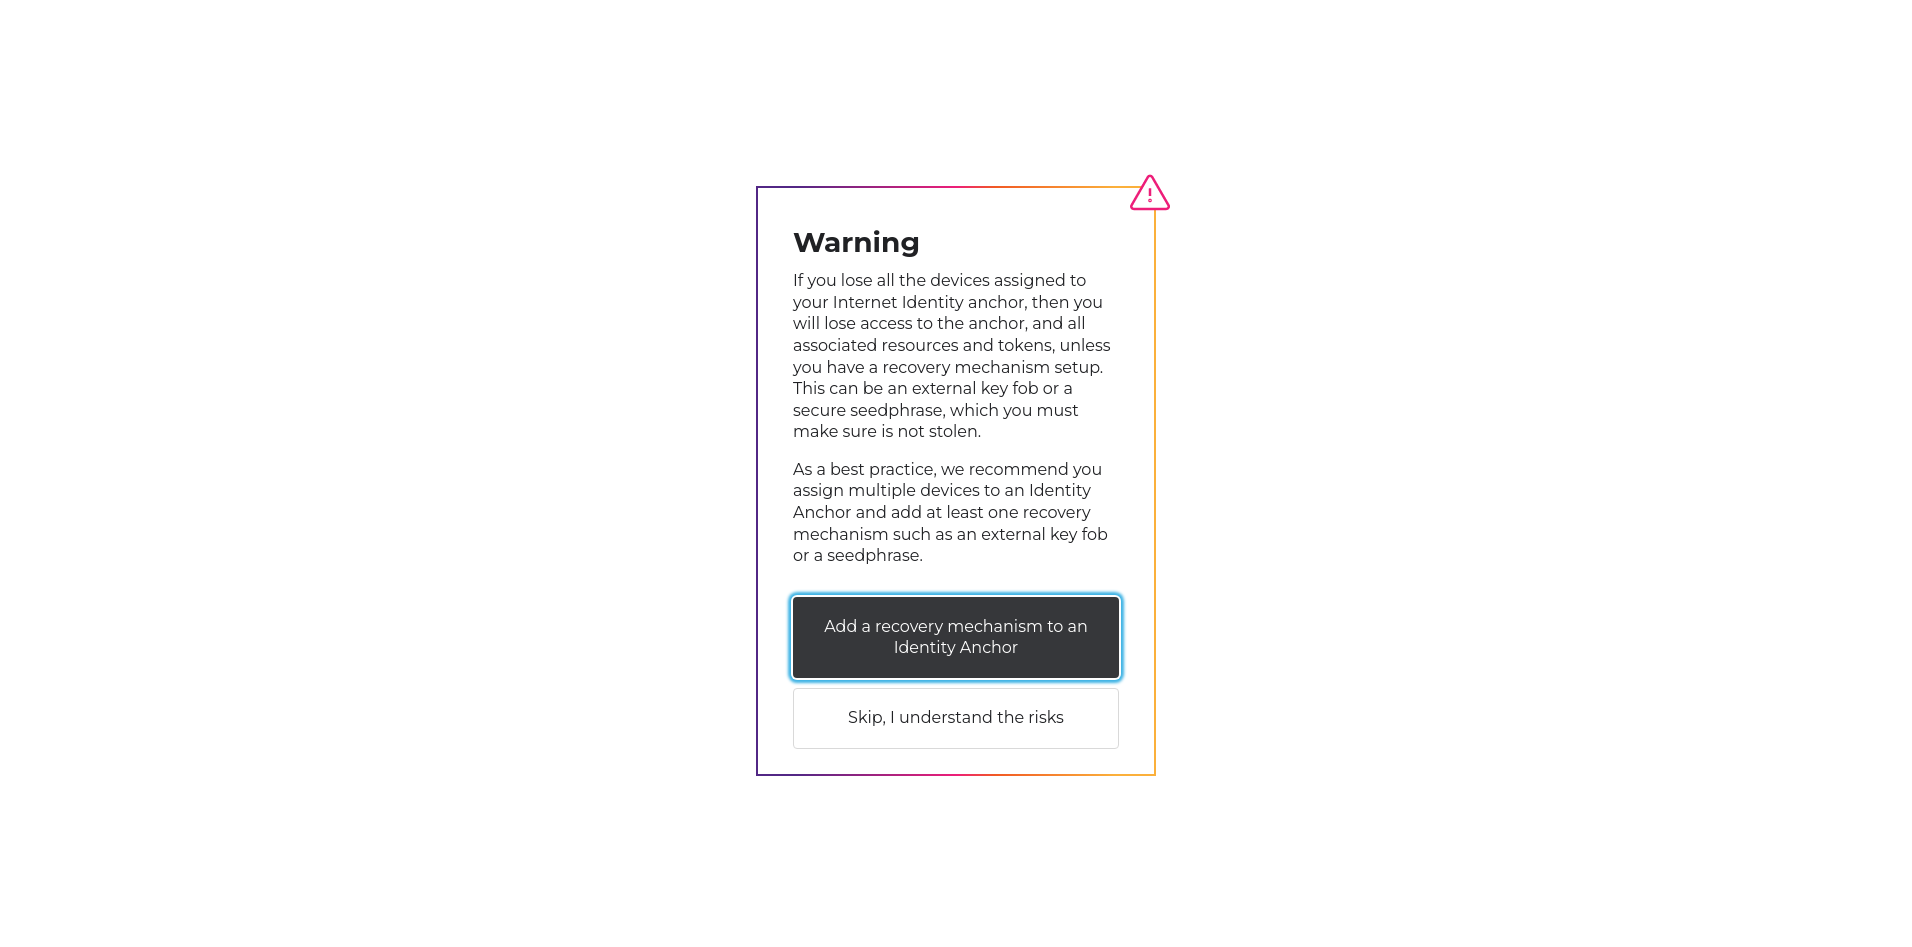 Warning
If you lose all the devices assigned to
your Internet Identity anchor, then you
will lose access to the anchor, and all
associated resources and tokens, unless
you have a recovery mechanism setup.
This can be an external key fob or a
secure seedphrase, which you must
make sure is not stolen.
As a best practice, we recommend you
assign multiple devices to an Identity
Anchor and add at least one recovery
mechanism such as an external key fob
or a seedphrase.
Add a recovery mechanism to an
Identity Anchor
Skip, I understand the risks